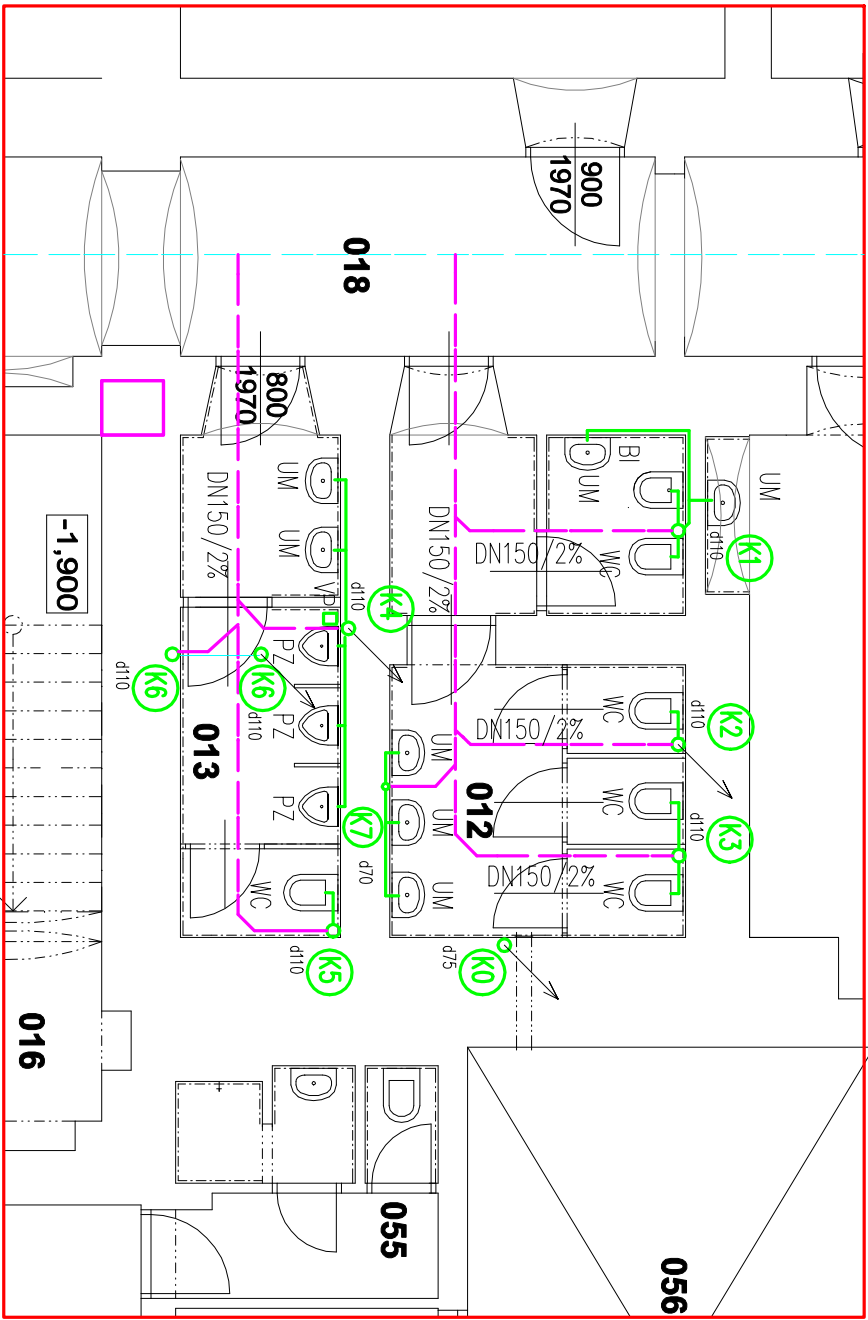 900
1970
018
800
1970
UM
UM
DN150/2%
BI
UM
WC
DN150/2%
UM
K1
d110
DN150/2%
VP
K4
d110
PZ
PZ
PZ
K6
d110
K6
d110
013
WC
K5
d110
-1,900
016
UM
UM
UM
K7
d70
012
DN150/2%
DN150/2%
WC
WC
WC
K2
d110
K3
d110
K0
d75
055
056